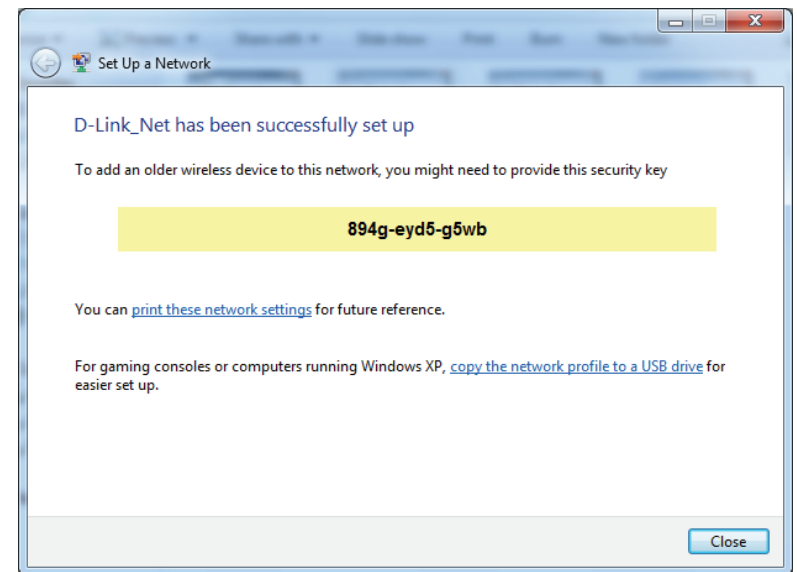 Set Up a Network
D-Link_Net has been successfully set up
To add an older wireless device to this network, you might need to provide this security key
894g-eyd5-g5wb
You can print these network settings for future reference.
For gaming consoles or computers running Windows XP, copy the network profile to a USB drive for
easier set up.
Close